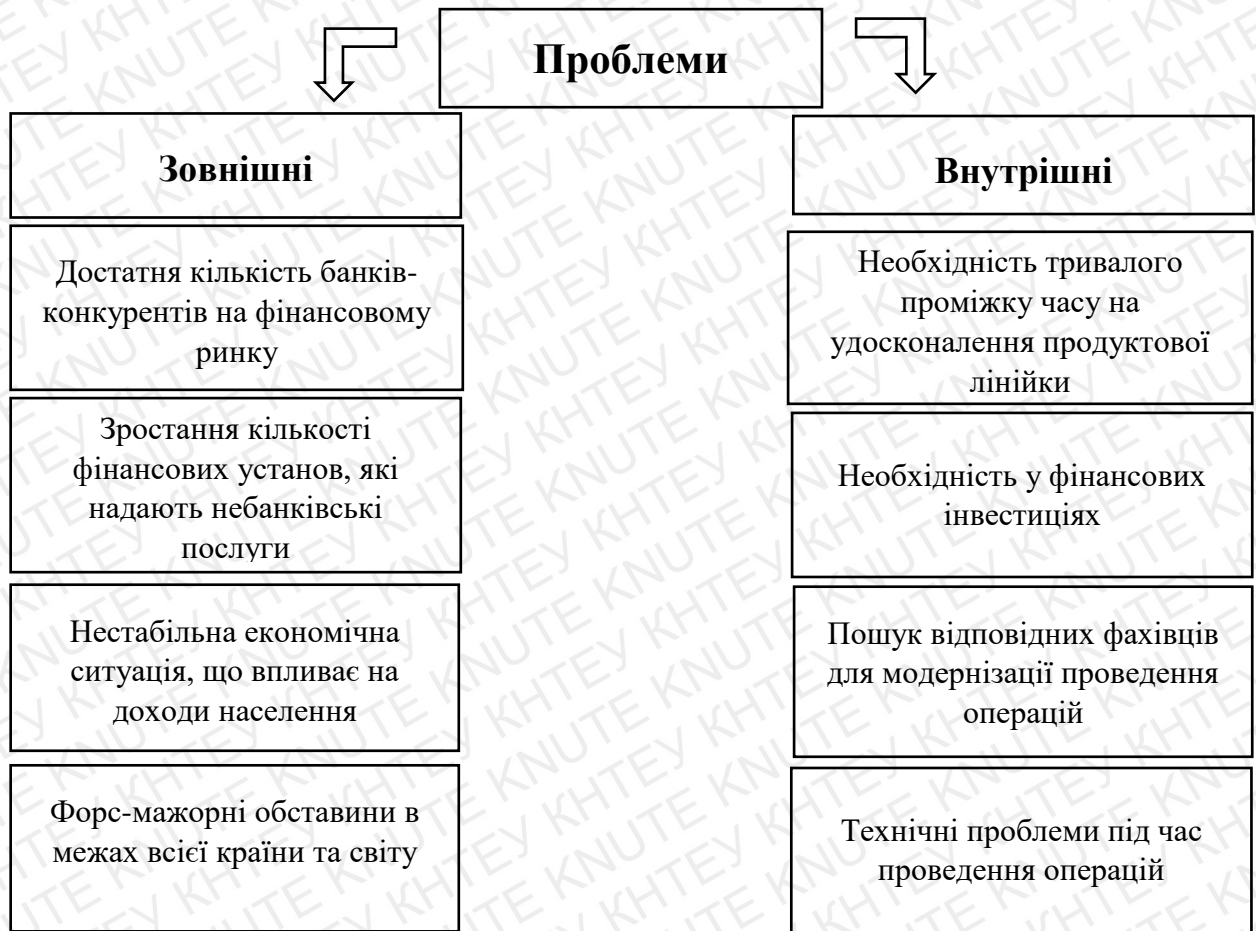 Проблеми
Зовнішні
Достатня кількість банків-
конкурентів на фінансовому
ринку
Зростання кількості
фінансових установ, які
надають небанківські
послуги
Нестабільна економічна
ситуація, що впливає на
доходи населення
Форс-мажорні обставини в
межах всієї країни та світу
Внутрішні
Необхідність тривалого
проміжку часу на
удосконалення продуктової
лінійки
Необхідність у фінансових
інвестиціях
Пошук відповідних фахівців
для модернізації проведення
операцій
Технічні проблеми під час
проведення операцій